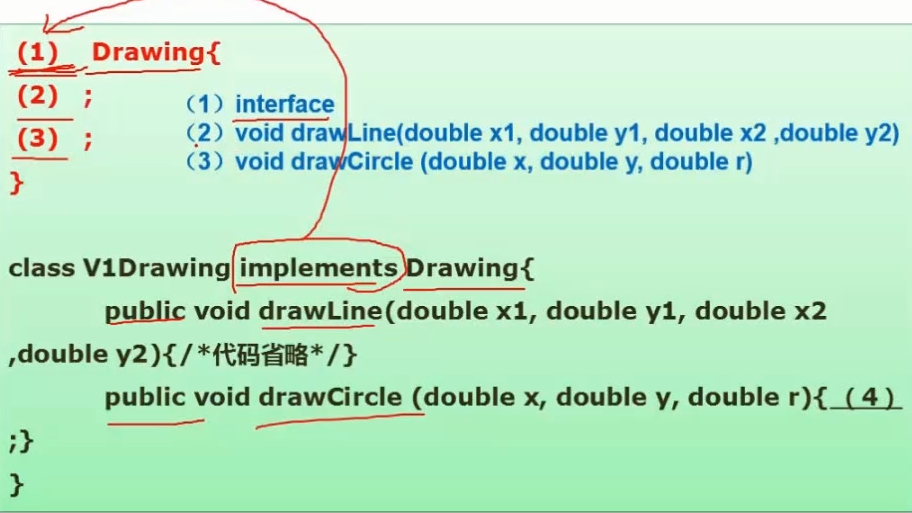 (1) Drawing{
(2) ;
(3) ;
}
（1）interface
（2）void drawLine(double x1, double y1, double x2 ,double y2)
（3）void drawCircle (double x, double y, double r)
class V1Drawing implements Drawing{
public void drawLine(double x1, double y1, double x2
,double y2){/*代码省略*/}
public void drawCircle (double x, double y, double r){（4）
;}
}